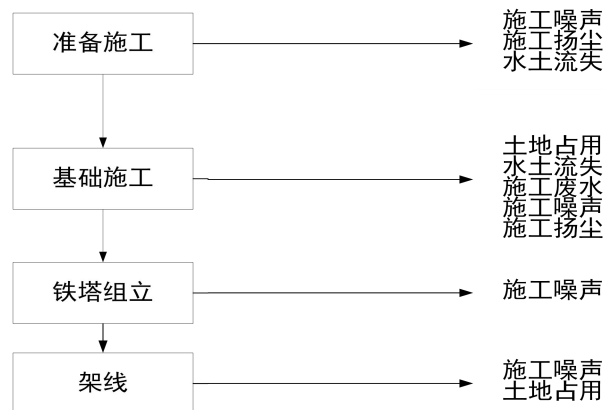 准备施工
施工噪声
施工扬尘
水土流失
基础施工
土地占用
水土流失
施工废水
施工噪声
施工扬尘
铁塔组立
施工噪声
架线
施工噪声
土地占用